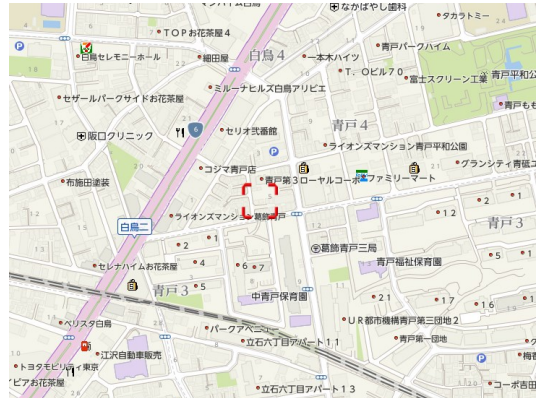 なかばやし歯科
タカラトミー
TOPお花茶屋4
白鳥セレモニーホール
細田屋
白鳥4
一本木ハイツ
青戸パークハイム
T.Oビル70
富士スクリーン工業
青戸平和公
ミルーナヒルズ白鳥アリビエ
セザールパークサイドお花茶屋
青戸4
青戸もも
阪口クリニック
6
セリオ弐番館
ライオンズマンション青戸平和公園
コジマ青戸店
グランシティ青砥エ
布施田塗装
青戸第3ローヤルコーポ
ファミリーマート
ライオンズマンション葛飾青戸
白鳥二
12
2
1
青戸3
2
1
葛飾青戸三局
セレナハイムお花茶屋
4
6
7
青戸福祉保育園
5
1
青戸3
5
中青戸保育園
21
17
16
ベリスタ白鳥
UR都市機構青戸第三団地2
パークアベニュー
立石六丁目アパート11
青戸第一団地
江沢自動車販売
トヨタモビリティ東京
梅香
ピアお花茶屋
立石六丁目アパート13
コーポ吉田